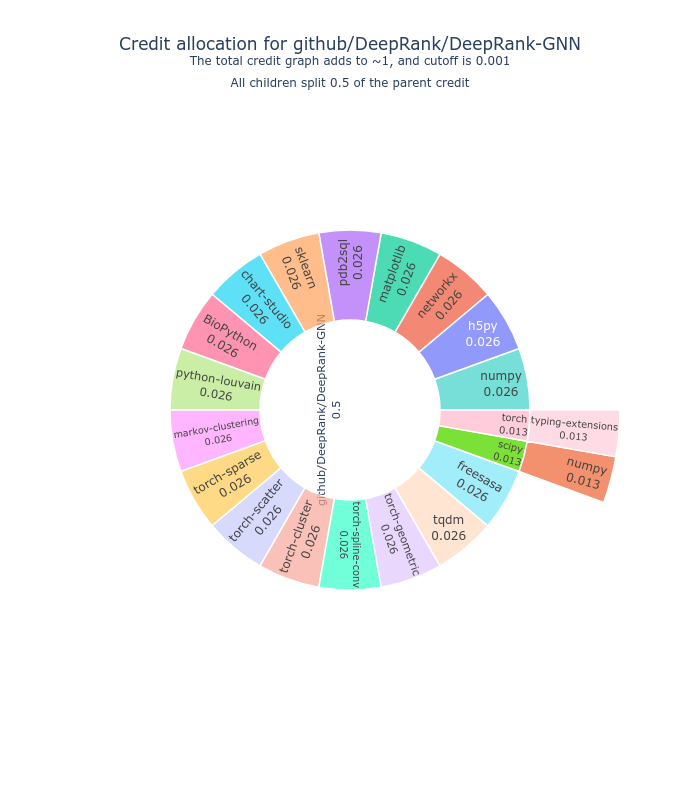 Credit allocation for github/DeepRank/DeepRank-GNN
The total credit graph adds to ~1, and cutoff is 0.001
All children split 0.5 of the parent credit
github/DeepRank/DeepRank-GNN
0.5
numpy
0.026
h5py
0.026
networkx
0.026
matplotlib
0.026
pdb2sql
0.026
sklearn
0.026
chart-studio
0.026
BioPython
0.026
python-louvain
0.026
markov-clustering
0.026
torch-sparse
0.026
torch-scatter
0.026
torch-cluster
0.026
torch-spline-conv
0.026
torch-geometric
0.026
tqdm
0.026
freesasa
0.026
scipy
0.013
numpy
0.013
torch
0.013
typing-extensions
0.013